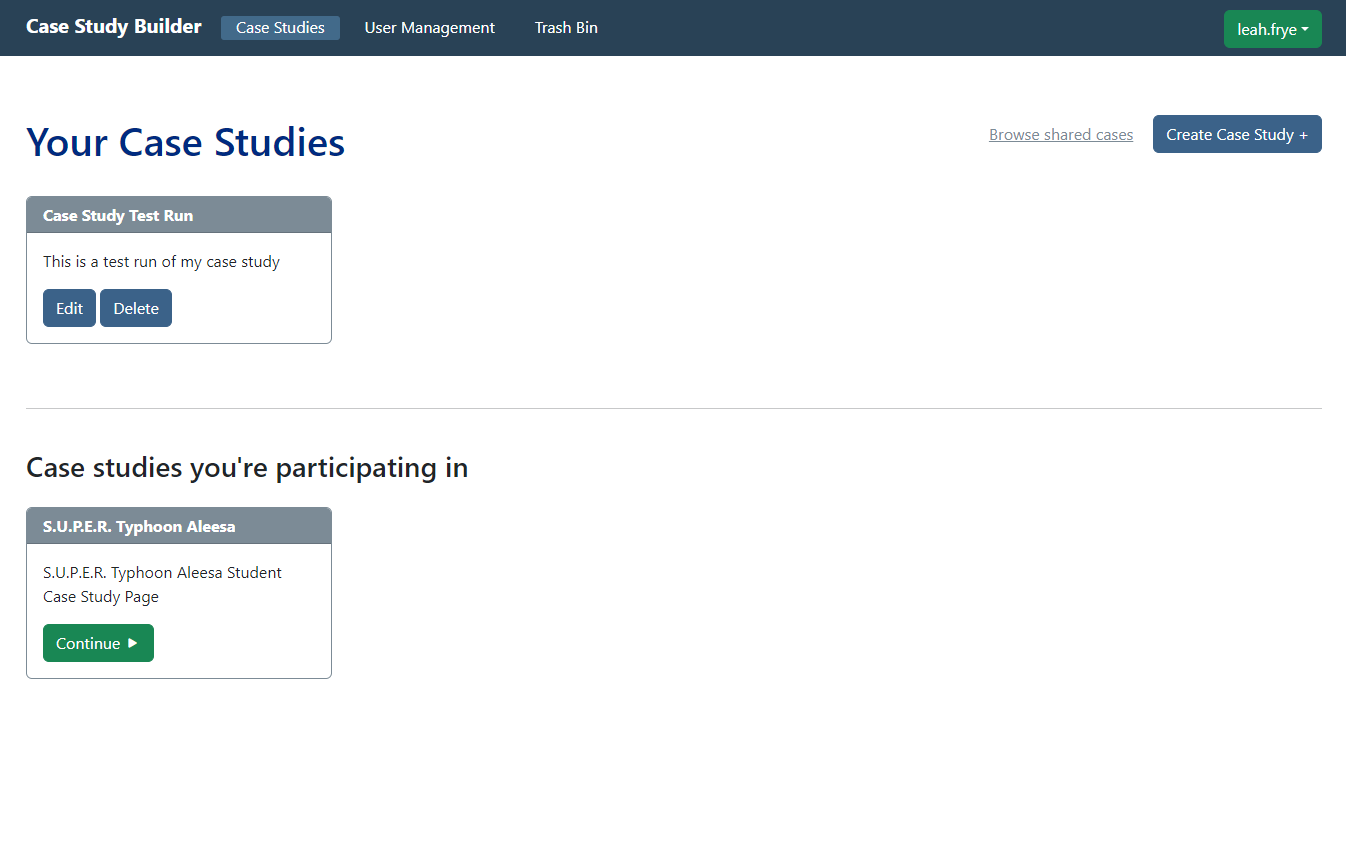 Case Study Builder Case Studies User Management Trash Bin leah.frye
Your Case Studies Browse shared cases Create Case Study +
Case Study Test Run
This is a test run of my case study
Edit Delete
Case studies you're participating in
S.U.P.E.R. Typhoon Aleesa
S.U.P.E.R. Typhoon Aleesa Student
Case Study Page
Continue